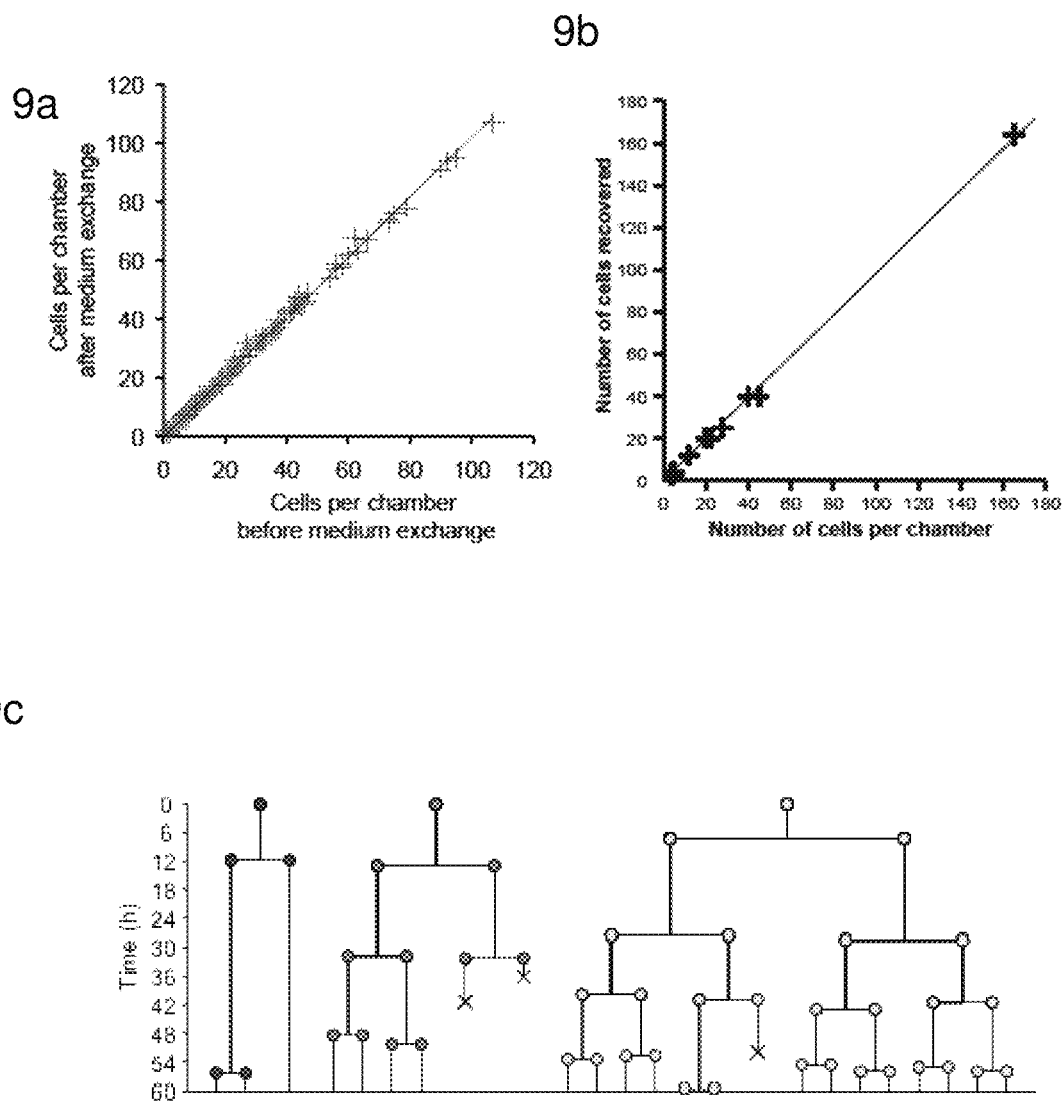 9b
9a
120
100
80
60
40
20
0
Cells per chamber
after medium exchange
0 20 40 60 80 100 120
Cells per chamber
before medium exchange
180
160
140
120
100
80
60
40
20
0
Number of cells recovered
0 20 40 60 80 100 120 140 160 180
Number of cells per chamber
c
0
6
12
18
24
30
36
42
48
54
60
Time (h)